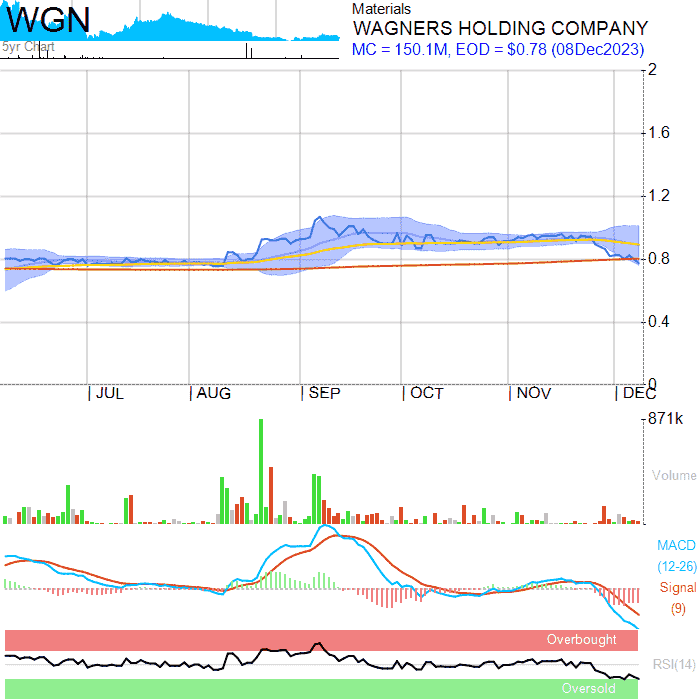 WGN
5yr Chart
Materials
WAGNERS HOLDING COMPANY
MC = 150.1M, EOD = $0.78 (08Dec2023)
2
1.6
1.2
0.8
0.4
0
JUL AUG SEP OCT NOV DEC
871k
Volume
MACD
(12-26)
Signal
(9)
Overbought
RSI(14)
Oversold